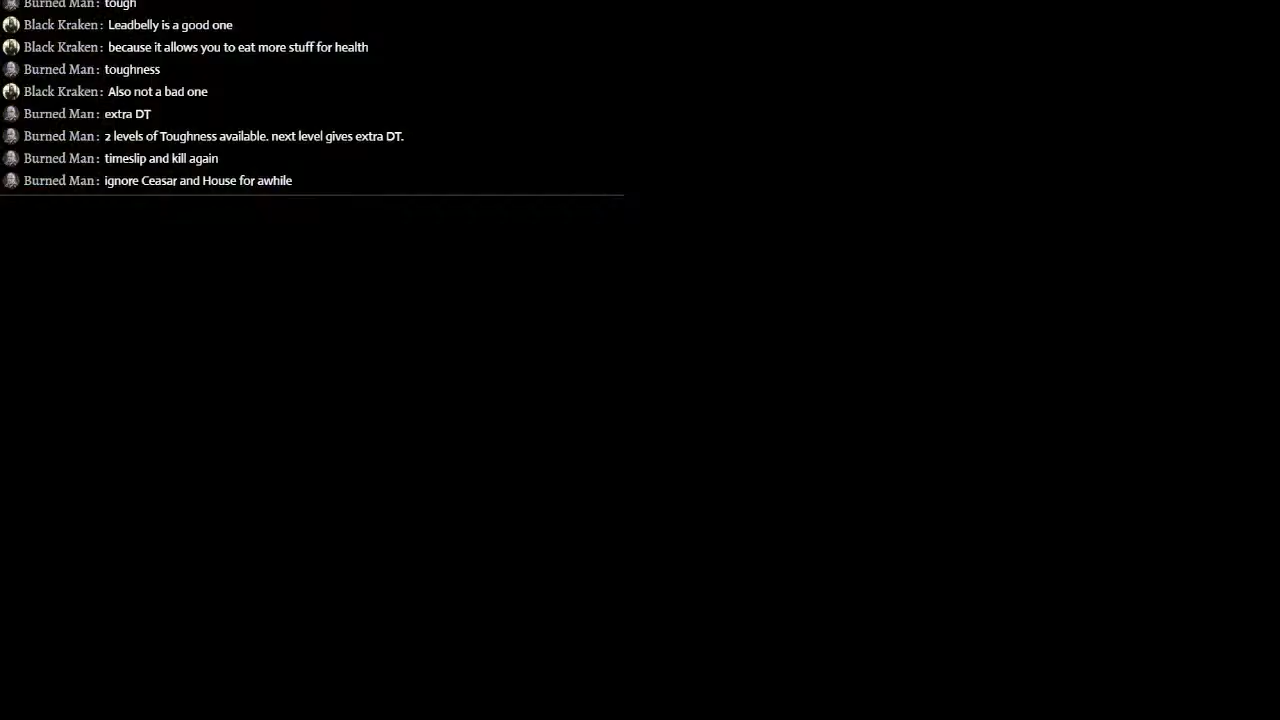 Burned Man: tough
Black Kraken: Leadbelly is a good one
Black Kraken: because it allows you to eat more stuff for health
Burned Man: toughness
Black Kraken: Also not a bad one
Burned Man: extra DT
Burned Man: 2 levels of Toughness available. next level gives extra DT.
Burned Man: timeslip and kill again
Burned Man: ignore Ceasar and House for awhile